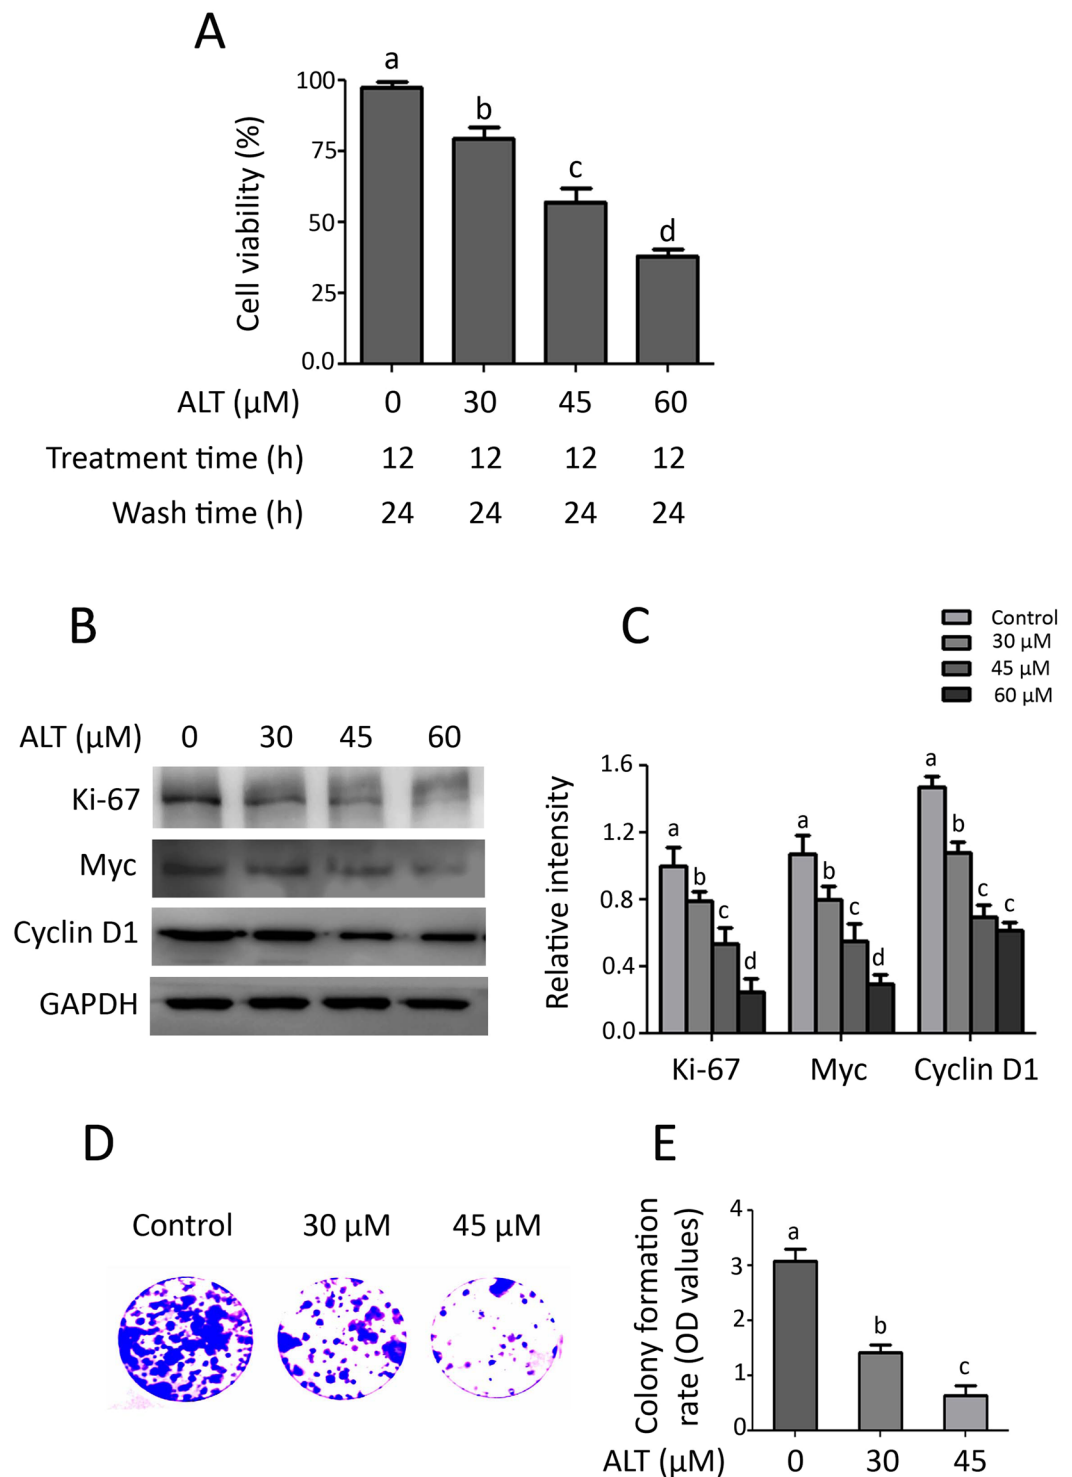 A
a
b
c
d
100
75
50
25
0.0
Cell viability (%)
ALT (µM) 0 30 45 60
Treatment time (h) 12 12 12 12
Wash time (h) 24 24 24 24
B
ALT (µM) 0 30 45 60
Ki-67
Myc
Cyclin D1
GAPDH
C
Control
30 µM
45 µM
60 µM
1.6
1.2
0.8
0.4
0.0
Relative intensity
a b c d
a b c d
a b c c
Ki-67 Myc Cyclin D1
D
Control 30 µM 45 µM
E
4
3
2
1
0
Colony formation
rate (OD values)
a
b
c
ALT (µM) 0 30 45